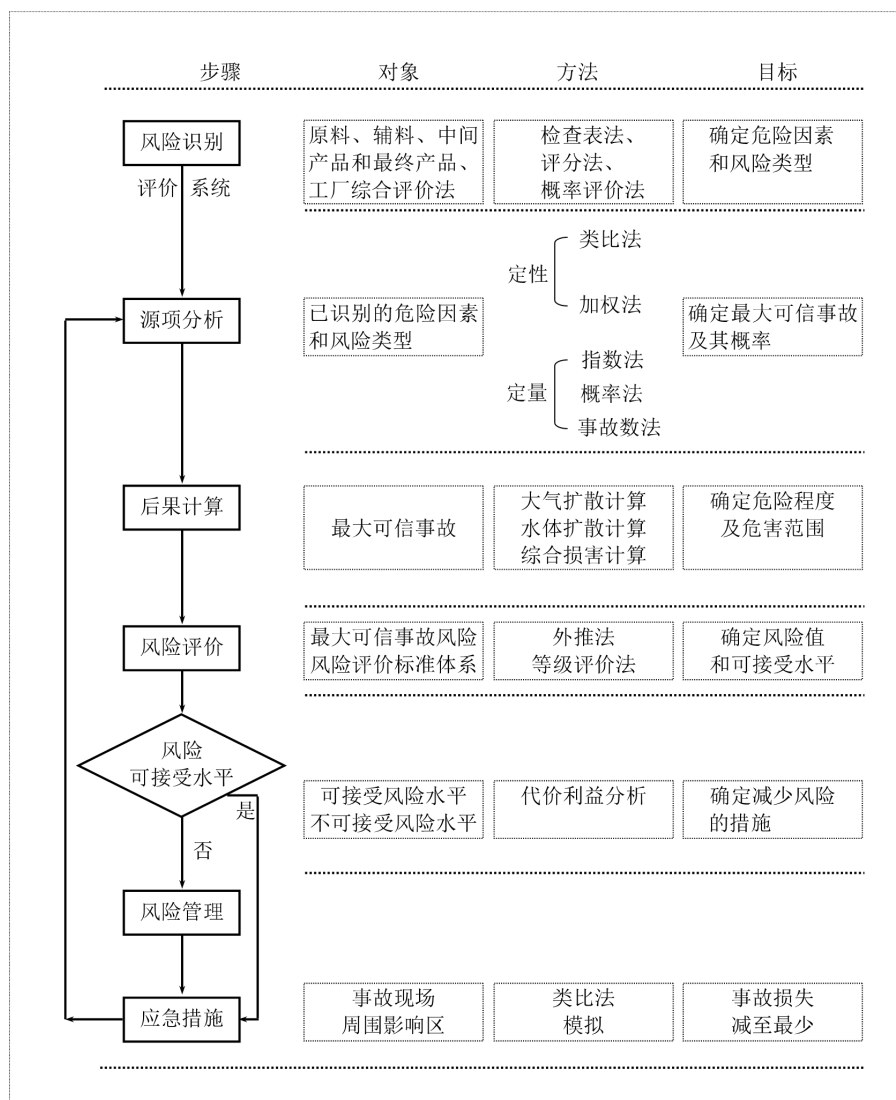 步骤 对象 方法 目标
风险识别
评价 系统
原料、辅料、中间
产品和最终产品、
工厂综合评价法
检查表法、
评分法、
概率评价法
确定危险因素
和风险类型
源项分析
已识别的危险因素
和风险类型
定性
类比法
加权法
定量
指数法
概率法
事故数法
确定最大可信事故
及其概率
后果计算
最大可信事故
大气扩散计算
水体扩散计算
综合损害计算
确定危险程度
及危害范围
风险评价
最大可信事故风险
风险评价标准体系
外推法
等级评价法
确定风险值
和可接受水平
风险
可接受水平
是
否
可接受风险水平
不可接受风险水平
代价利益分析
确定减少风险
的措施
风险管理
应急措施
事故现场
周围影响区
类比法
模拟
事故损失
减至最少